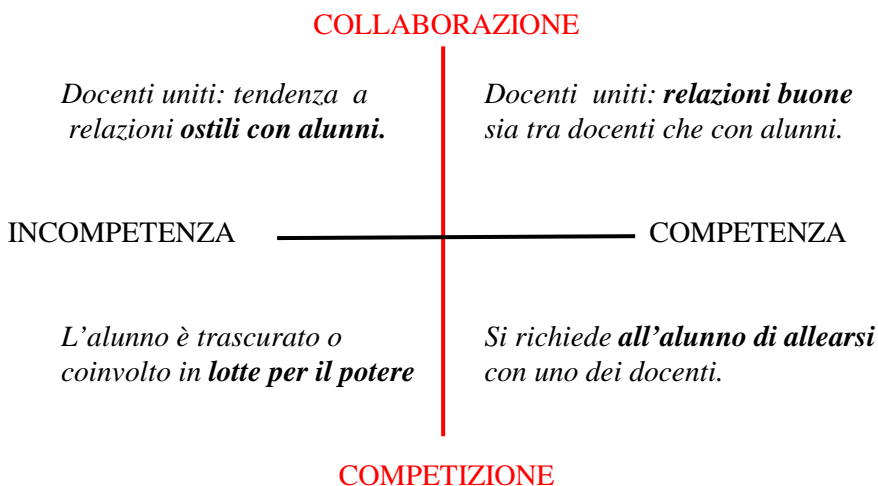 COLLABORAZIONE
Docenti uniti: tendenza a
relazioni ostili con alunni.
Docenti uniti: relazioni buone
sia tra docenti che con alunni.
INCOMPETENZA
COMPETENZA
L’alunno è trascurato o
coinvolto in lotte per il potere
Si richiede all’alunno di allearsi
con uno dei docenti.
COMPETIZIONE